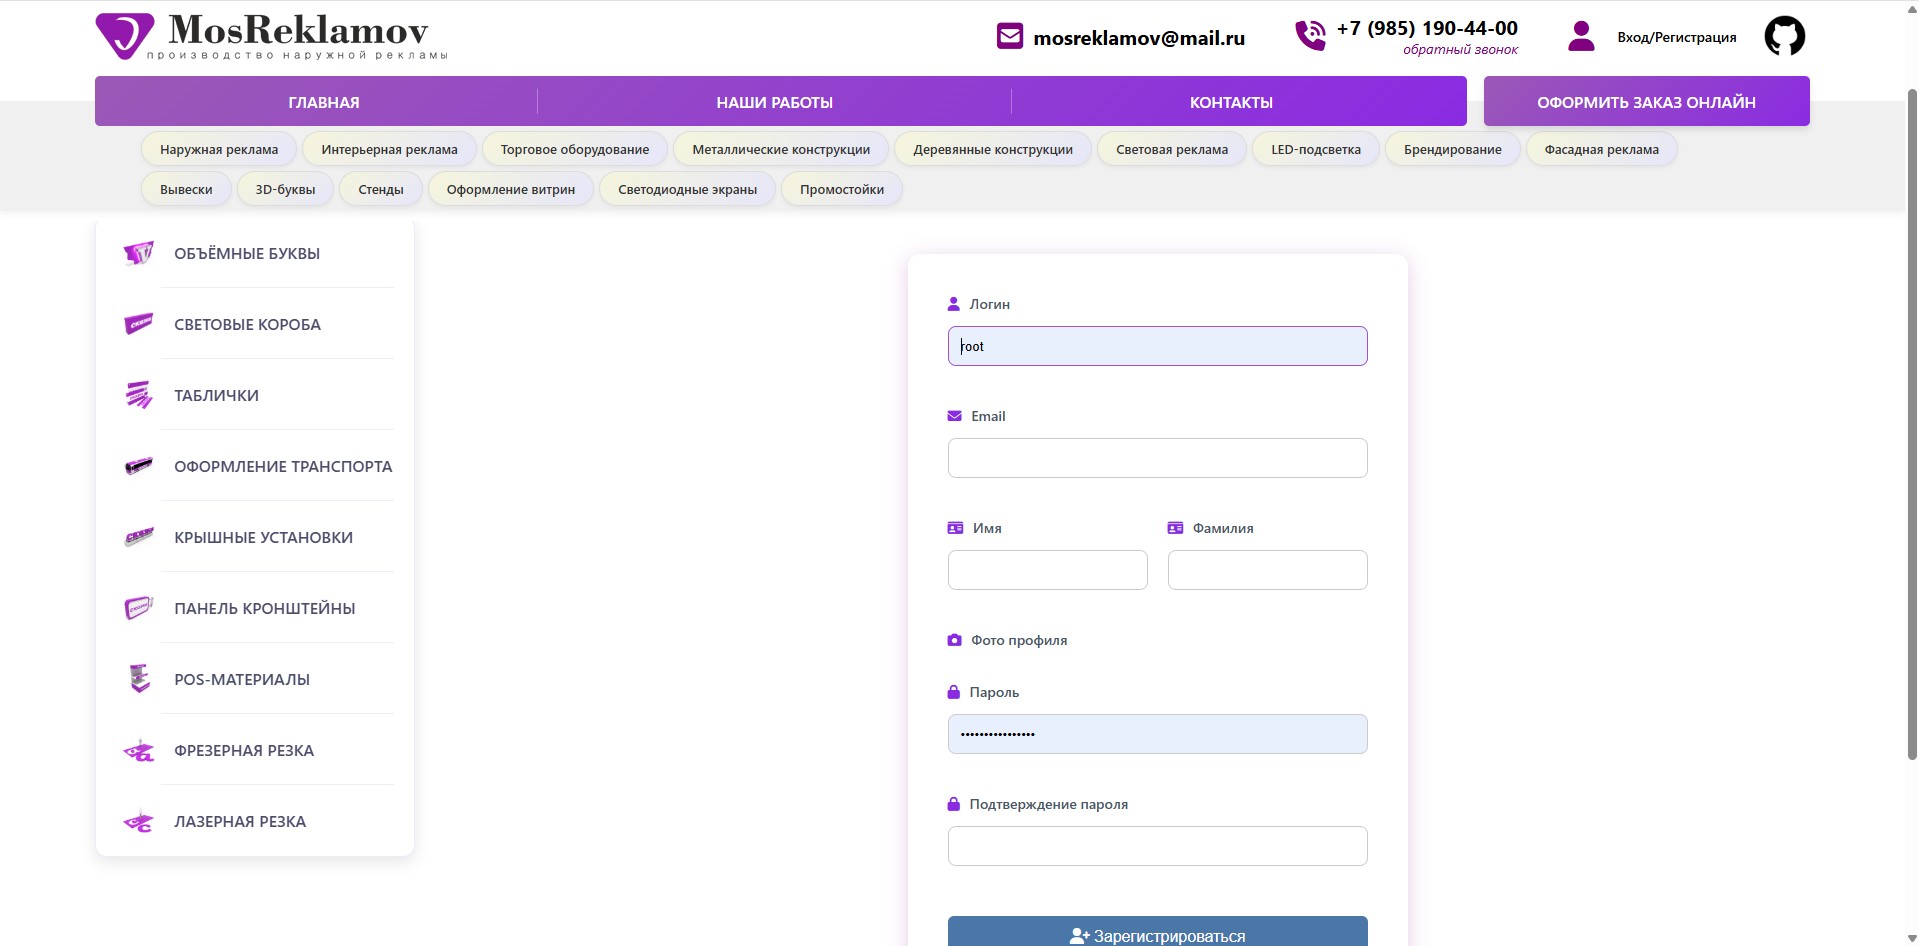 MosReklamov
производство наружной рекламы
mosreklamov@mail.ru
+7 (985) 190-44-00
обратный звонок
Вход/Регистрация
ГЛАВНАЯ
НАШИ РАБОТЫ
КОНТАКТЫ
ОФОРМИТЬ ЗАКАЗ ОНЛАЙН
Наружная реклама
Интерьерная реклама
Торговое оборудование
Металлические конструкции
Деревянные конструкции
Световая реклама
LED-подсветка
Брендирование
Фасадная реклама
Вывески
3D-буквы
Стенды
Оформление витрин
Светодиодные экраны
Промостойки
ОБЪЁМНЫЕ БУКВЫ
СВЕТОВЫЕ КОРОБА
ТАБЛИЧКИ
ОФОРМЛЕНИЕ ТРАНСПОРТА
КРЫШНЫЕ УСТАНОВКИ
ПАНЕЛЬ КРОНШТЕЙНЫ
POS-МАТЕРИАЛЫ
ФРЕЗЕРНАЯ РЕЗКА
ЛАЗЕРНАЯ РЕЗКА
Логин
root
Email
Имя
Фамилия
Фото профиля
Пароль
••••••••••••••••
Подтверждение пароля
Зарегистрироваться